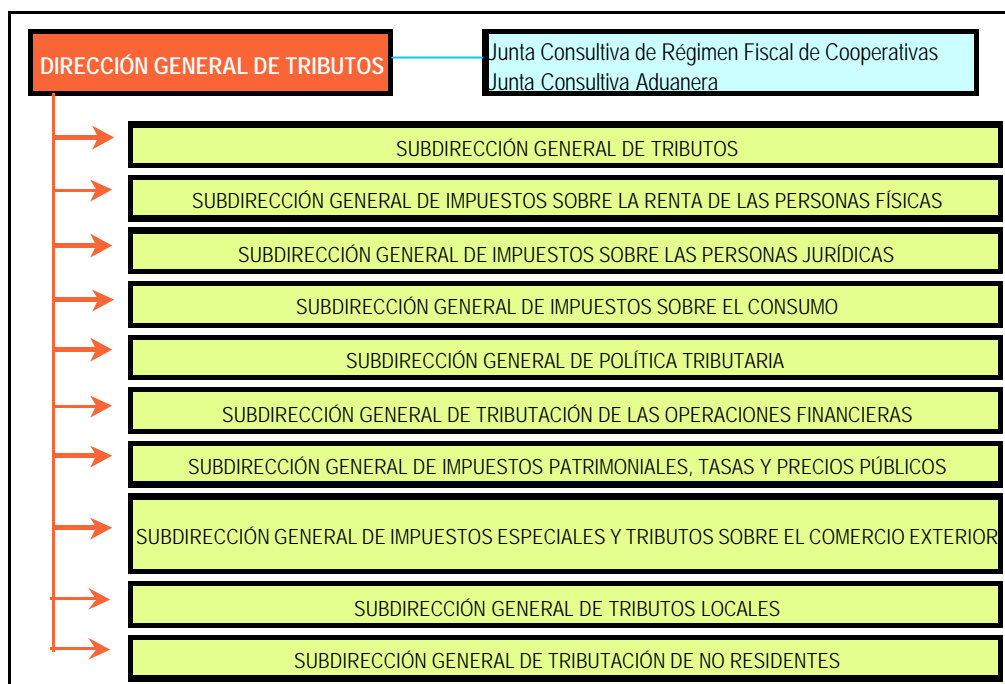 DIRECCIÓN GENERAL DE TRIBUTOS
Junta Consultiva de Régimen Fiscal de Cooperativas
Junta Consultiva Aduanera
SUBDIRECCIÓN GENERAL DE TRIBUTOS
SUBDIRECCIÓN GENERAL DE IMPUESTOS SOBRE LA RENTA DE LAS PERSONAS FÍSICAS
SUBDIRECCIÓN GENERAL DE IMPUESTOS SOBRE LAS PERSONAS JURÍDICAS
SUBDIRECCIÓN GENERAL DE IMPUESTOS SOBRE EL CONSUMO
SUBDIRECCIÓN GENERAL DE POLÍTICA TRIBUTARIA
SUBDIRECCIÓN GENERAL DE TRIBUTACIÓN DE LAS OPERACIONES FINANCIERAS
SUBDIRECCIÓN GENERAL DE IMPUESTOS PATRIMONIALES, TASAS Y PRECIOS PÚBLICOS
SUBDIRECCIÓN GENERAL DE IMPUESTOS ESPECIALES Y TRIBUTOS SOBRE EL COMERCIO EXTERIOR
SUBDIRECCIÓN GENERAL DE TRIBUTOS LOCALES
SUBDIRECCIÓN GENERAL DE TRIBUTACIÓN DE NO RESIDENTES